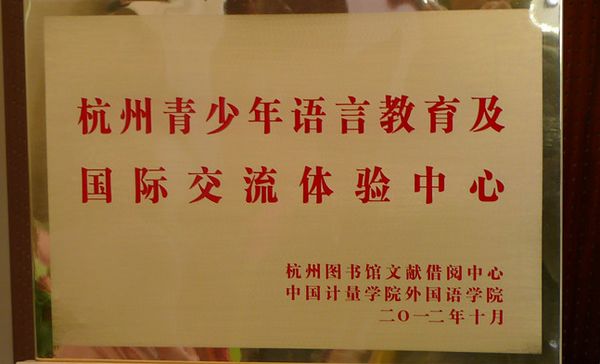 杭州青少年语言教育及
国际交流体验中心
杭州图书馆文献借阅中心
中国计量学院外国语学院
二〇一二年十月